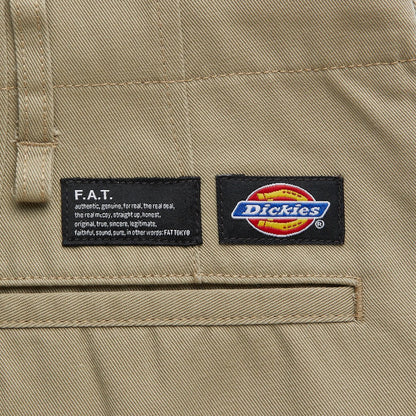 F.A.T.
authentic, genuine, for real, the real deal,
the real mccoy, straight up, honest,
original, true, sincere, legitimate,
faithful, sound, pure, in other words: FAT TOKYO
Dickies
®